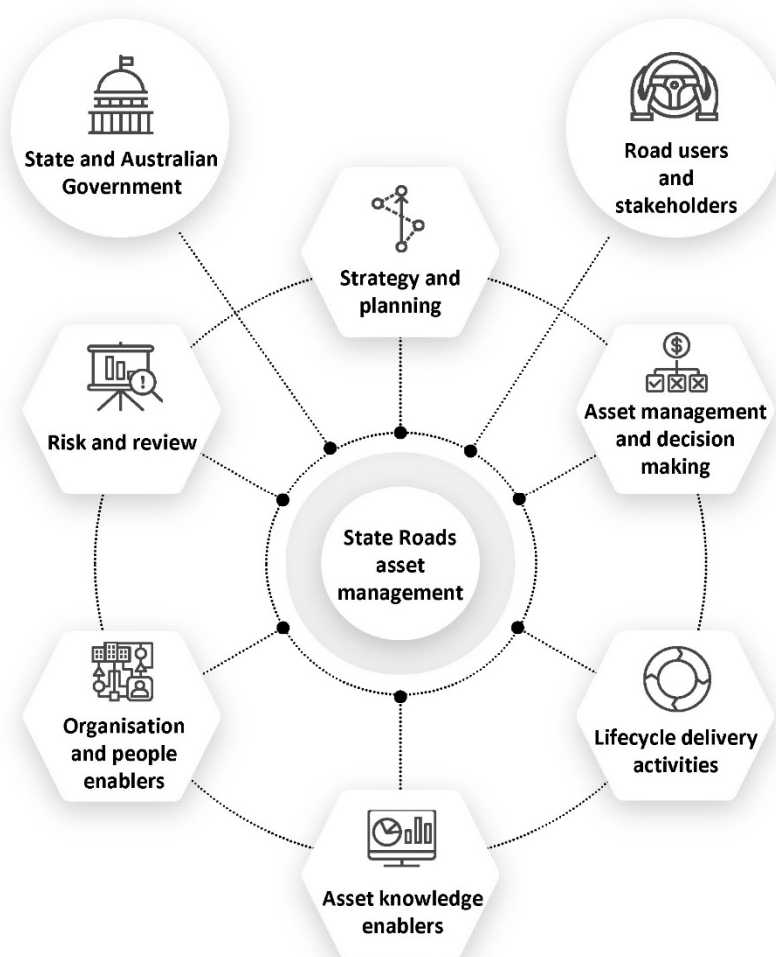 State and Australian
Government
Road users
and
stakeholders
Strategy and
planning
Risk and review
$
Asset management
and decision
making
!
State Roads
asset
management
Organisation
and people
enablers
Lifecycle delivery
activities
Asset knowledge
enablers